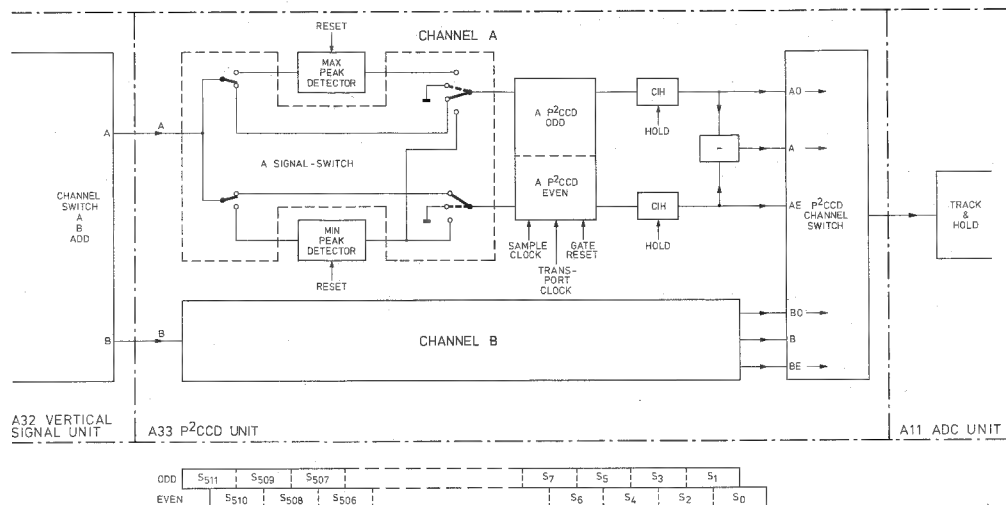 RESET
CHANNEL A
MAX
PEAK
DETECTOR
A P²CCD
ODD
CIH
HOLD
AO
A
A
A SIGNAL-SWITCH
-
A
CHANNEL
SWITCH
A
B
ADD
A P²CCD
EVEN
CIH
HOLD
AE
P²CCD
CHANNEL
SWITCH
TRACK
&
HOLD
MIN
PEAK
DETECTOR
RESET
SAMPLE
CLOCK
TRANS-
PORT
CLOCK
GATE
RESET
B
B
CHANNEL B
BO
B
BE
A32 VERTICAL
SIGNAL UNIT
A33 P²CCD UNIT
A11 ADC UNIT
ODD S511 S509 S507 S7 S5 S3 S1
EVEN S510 S508 S506 S6 S4 S2 S0